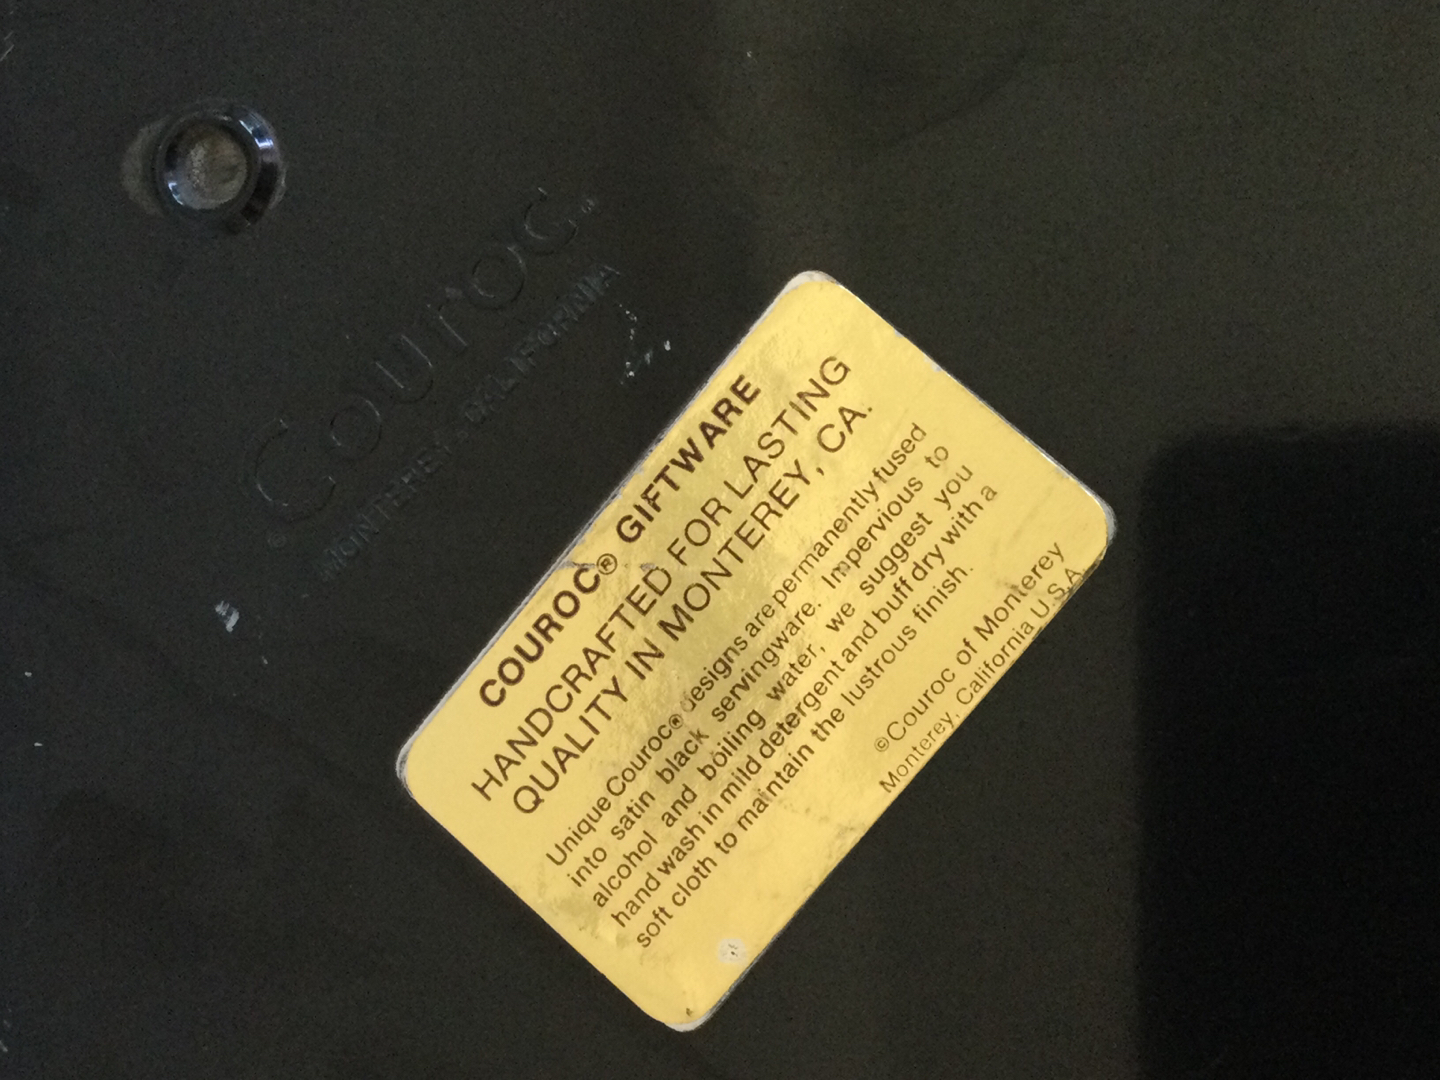 © Couroc®
MONTEREY • CALIFORNIA
COUROC® GIFTWARE
HANDCRAFTED FOR LASTING
QUALITY IN MONTEREY, CA.
Unique Couroc® designs are permanently fused
into satin black servingware. Impervious to
alcohol and boiling water, we suggest you
hand wash in mild detergent and buff dry with a
soft cloth to maintain the lustrous finish.
©Couroc of Monterey
Monterey, California U.S.A.